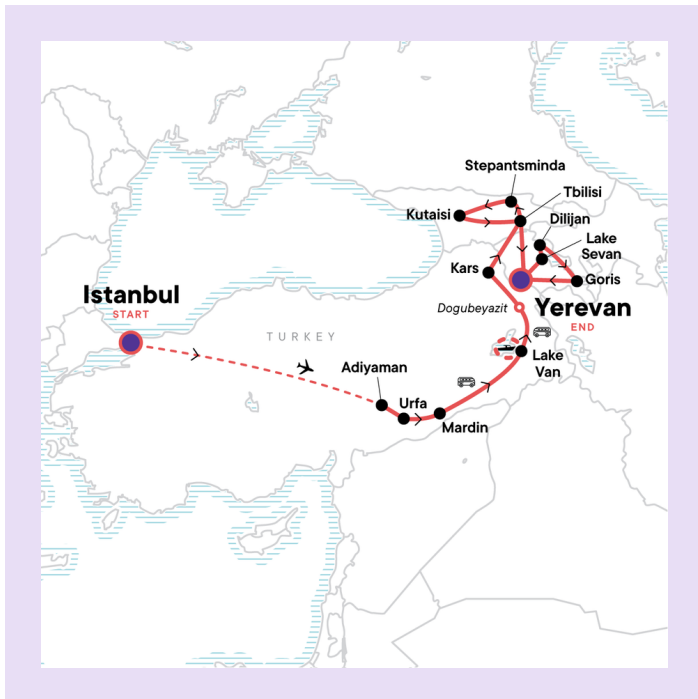 Stepantsminda
Tbilisi
Kutaisi
Dilijan
Lake
Sevan
Kars
Goris
Istanbul
START
Dogubeyazit
Yerevan
END
TURKEY
Lake
Van
Adiyaman
Urfa
Mardin